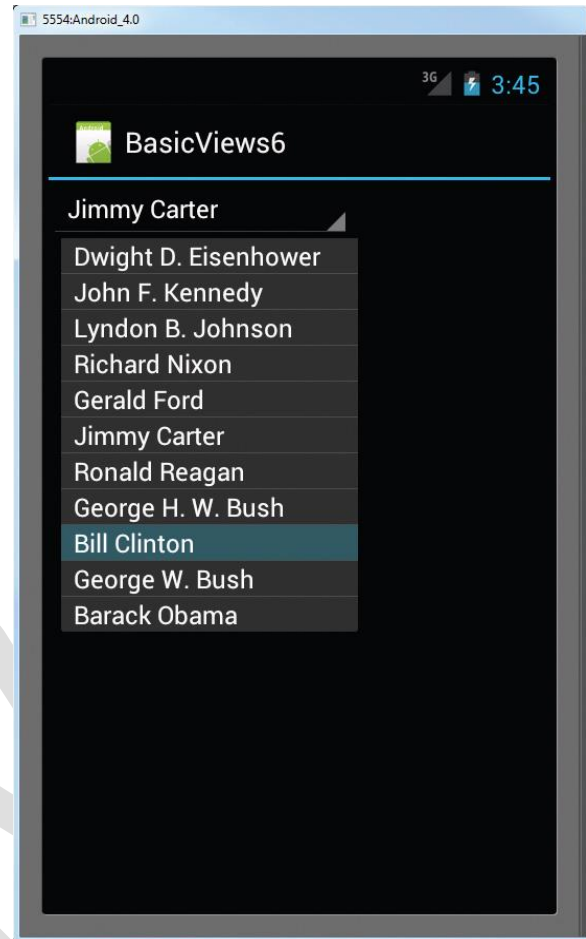 5554:Android_4.0
3G 3:45
Android
BasicViews6
Jimmy Carter
Dwight D. Eisenhower
John F. Kennedy
Lyndon B. Johnson
Richard Nixon
Gerald Ford
Jimmy Carter
Ronald Reagan
George H. W. Bush
Bill Clinton
George W. Bush
Barack Obama